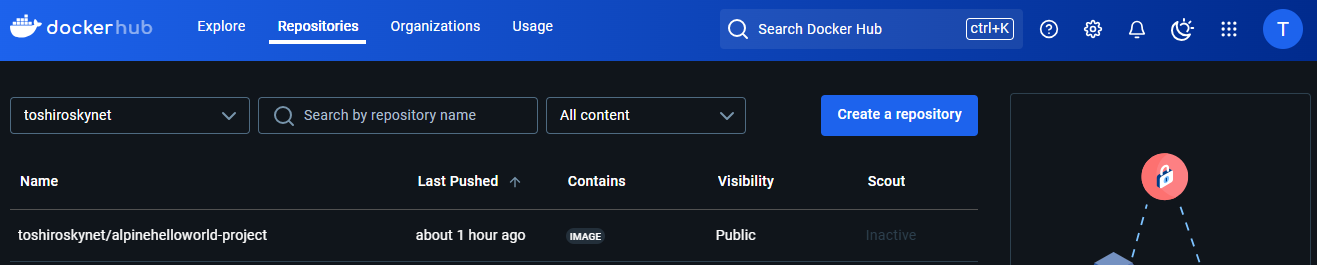 dockerhub Explore Repositories Organizations Usage Search Docker Hub ctrl+K T
toshiroskynet Search by repository name All content Create a repository
Name Last Pushed Contains Visibility Scout
toshiroskynet/alpinehelloworld-project about 1 hour ago IMAGE Public Inactive